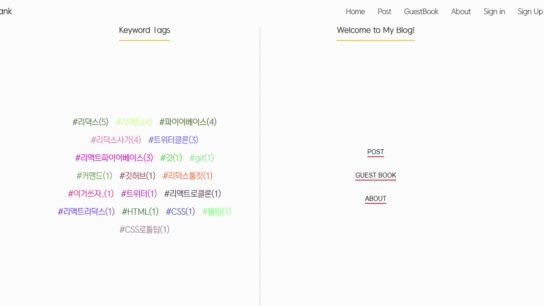 ank
Home Post GuestBook About Sign in Sign Up
Keyword Tags
#리덕스(5) #파이어베이스(4)
#리덕스사가(4) #트위터클론(3)
#리액트파이어베이스(3) #깃(1) #git(1)
#커맨드(1) #깃허브(1) #리덕스툴킷(1)
#이거쓰자_(1) #트위터(1) #리액트로클론(1)
#리액트리덕스(1) #HTML(1) #CSS(1) #툴팁(1)
#CSS로툴팁(1)
Welcome to My Blog!
POST
GUEST BOOK
ABOUT